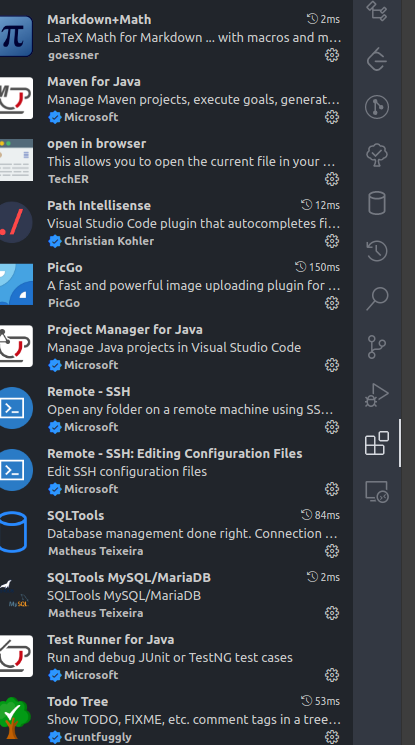 Markdown+Math 2ms
LaTeX Math for Markdown ... with macros and m...
goessner
Maven for Java
Manage Maven projects, execute goals, generat...
Microsoft
open in browser
This allows you to open the current file in your ...
TechER
Path Intellisense 12ms
Visual Studio Code plugin that autocompletes fi...
Christian Kohler
PicGo 150ms
A fast and powerful image uploading plugin for ...
PicGo
Project Manager for Java
Manage Java projects in Visual Studio Code
Microsoft
Remote - SSH
Open any folder on a remote machine using SS...
Microsoft
Remote - SSH: Editing Configuration Files
Edit SSH configuration files
Microsoft
SQLTools 84ms
Database management done right. Connection ...
Matheus Teixeira
SQLTools MySQL/MariaDB 2ms
SQLTools MySQL/MariaDB
MySQL
Matheus Teixeira
Test Runner for Java
Run and debug JUnit or TestNG test cases
Microsoft
Todo Tree 53ms
Show TODO, FIXME, etc. comment tags in a tree...
Gruntfuggly